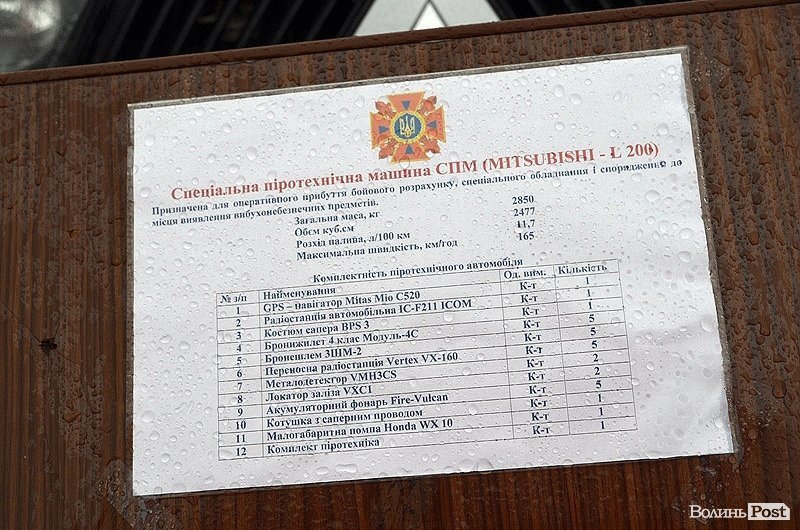 Спеціальна піротехнічна машина СПМ (MITSUBISHI - L 200)
Призначена для оперативного прибуття бойового розрахунку, спеціального обладнання і спорядження до
місця виявлення вибухонебезпечних предметів.
Загальна маса, кг 2850
Обєм куб.см 2477
Розхід палива, л/100 км 11,7
Максимальна швидкість, км/год 165
Комплектність піротехнічного автомобіля
№ з/п Найменування Од. вим. Кількість
1 GPS – навігатор Mitas Mio C520 К-т 1
2 Радіостанція автомобільна IC-F211 ICOM К-т 1
3 Костюм сапера BPS 3 К-т 1
4 Бронижилет 4 клас Модуль-4С К-т 5
5 Бронешлем ЗШМ-2 К-т 5
6 Переносна радіостанція Vertex VX-160 К-т 5
7 Металодетектор VMH3CS К-т 2
8 Локатор заліза VXC1 К-т 2
9 Акумуляторний фонарь Fire-Vulcan К-т 5
10 Котушка з саперним проводом К-т 1
11 Малогабаритна помпа Honda WX 10 К-т 1
12 Комплект піротехніка К-т 1
ВолиньPost